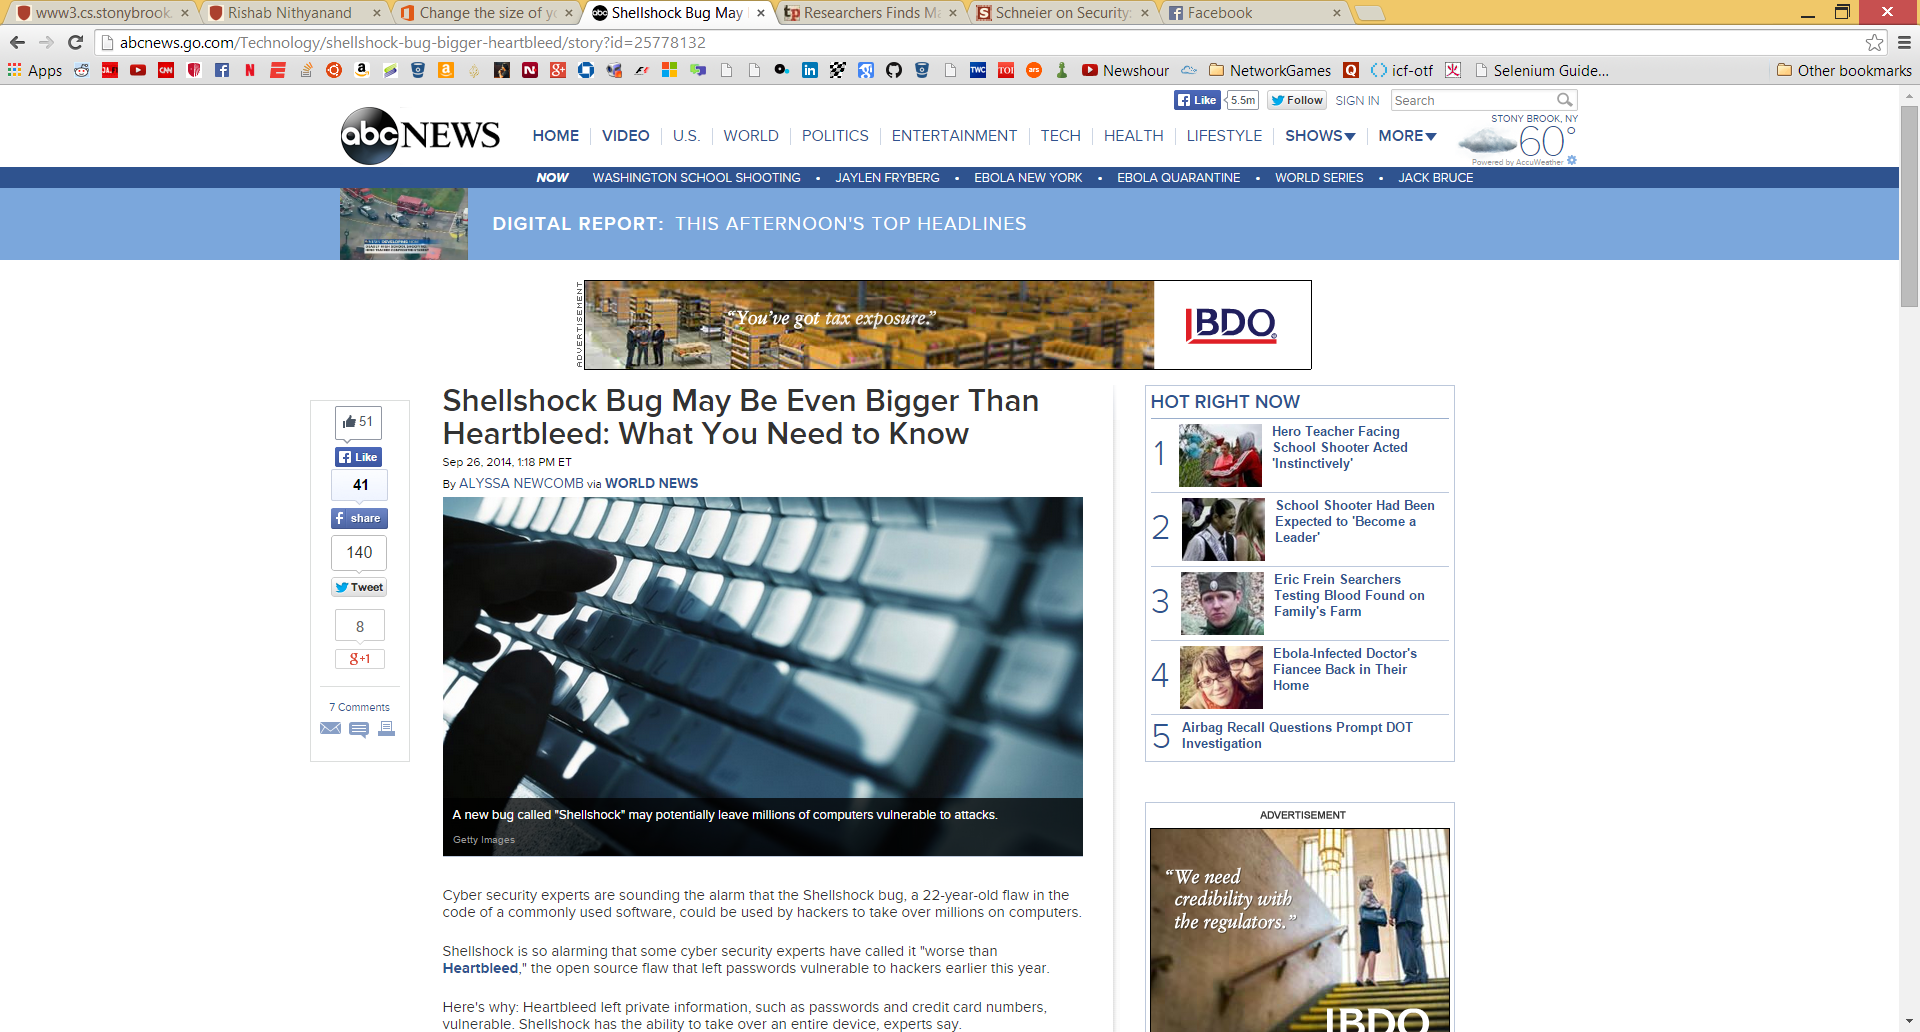 www3.cs.stonybrook.
Rishab Nithyanand
Change the size of yo
Shellshock Bug May
Researchers Finds Ma
Schneier on Security:
Facebook
abcnews.go.com/Technology/shellshock-bug-bigger-heartbleed/story?id=25778132
Apps
Newshour
NetworkGames
icf-otf
Selenium Guide...
Other bookmarks
Like 5.5m Follow SIGN IN Search
abc NEWS
HOME VIDEO U.S. WORLD POLITICS ENTERTAINMENT TECH HEALTH LIFESTYLE SHOWS MORE
STONY BROOK, NY
60°
Powered by AccuWeather
NOW WASHINGTON SCHOOL SHOOTING • JAYLEN FRYBERG • EBOLA NEW YORK • EBOLA QUARANTINE • WORLD SERIES • JACK BRUCE
DIGITAL REPORT: THIS AFTERNOON'S TOP HEADLINES
ADVERTISEMENT
“You’ve got tax exposure.”
BDO
51
Like
41
share
140
Tweet
8
g+1
7 Comments
Shellshock Bug May Be Even Bigger Than
Heartbleed: What You Need to Know
Sep 26, 2014, 1:18 PM ET
By ALYSSA NEWCOMB via WORLD NEWS
A new bug called "Shellshock" may potentially leave millions of computers vulnerable to attacks.
Getty Images
Cyber security experts are sounding the alarm that the Shellshock bug, a 22-year-old flaw in the
code of a commonly used software, could be used by hackers to take over millions on computers.
Shellshock is so alarming that some cyber security experts have called it "worse than
Heartbleed," the open source flaw that left passwords vulnerable to hackers earlier this year.
Here's why: Heartbleed left private information, such as passwords and credit card numbers,
vulnerable. Shellshock has the ability to take over an entire device, experts say.
HOT RIGHT NOW
1
Hero Teacher Facing
School Shooter Acted
'Instinctively'
2
School Shooter Had Been
Expected to 'Become a
Leader'
3
Eric Frein Searchers
Testing Blood Found on
Family's Farm
4
Ebola-Infected Doctor's
Fiancee Back in Their
Home
5
Airbag Recall Questions Prompt DOT
Investigation
ADVERTISEMENT
“We need
credibility with
the regulators.”
BDO